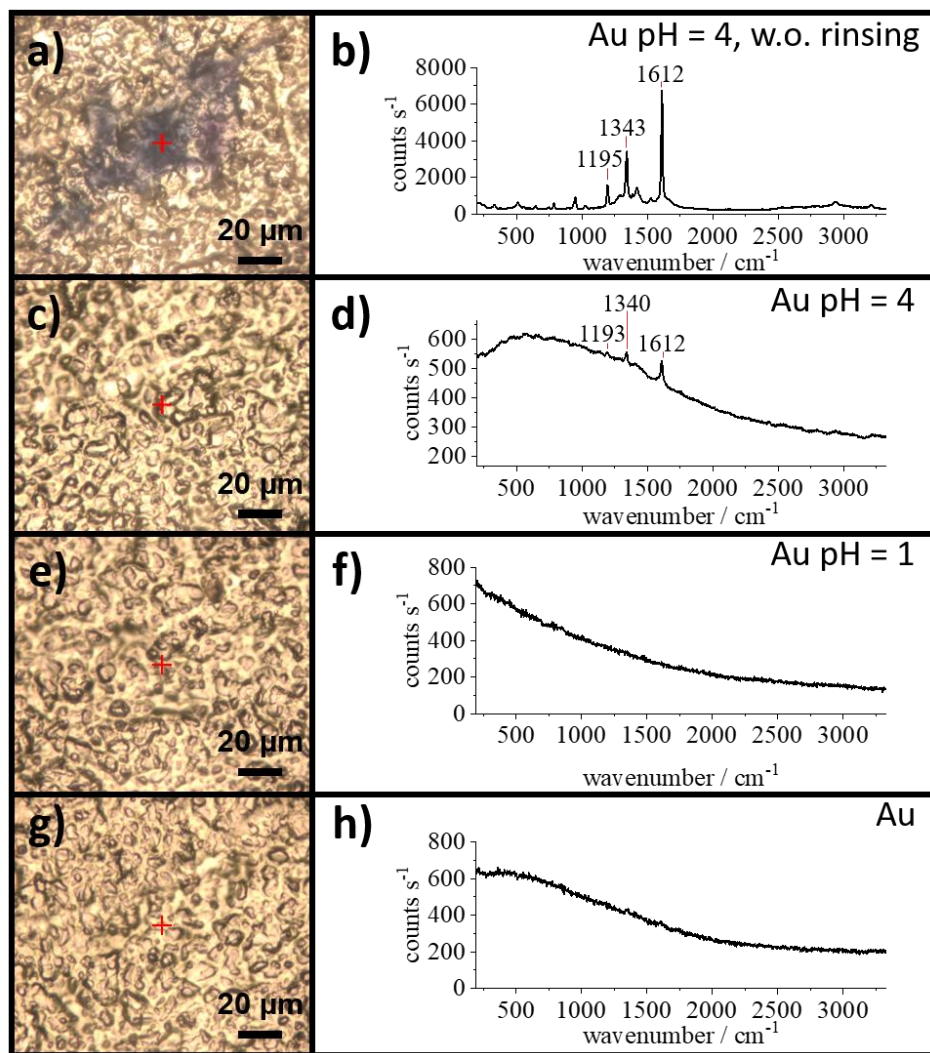 a)
20 µm
b)
Au pH = 4, w.o. rinsing
counts s⁻¹
8000
6000
4000
2000
0
1195
1343
1612
500 1000 1500 2000 2500 3000
wavenumber / cm⁻¹
c)
20 µm
d)
Au pH = 4
counts s⁻¹
600
500
400
300
200
1193
1340
1612
500 1000 1500 2000 2500 3000
wavenumber / cm⁻¹
e)
20 µm
f)
Au pH = 1
counts s⁻¹
800
600
400
200
0
500 1000 1500 2000 2500 3000
wavenumber / cm⁻¹
g)
20 µm
h)
Au
counts s⁻¹
800
600
400
200
0
500 1000 1500 2000 2500 3000
wavenumber / cm⁻¹